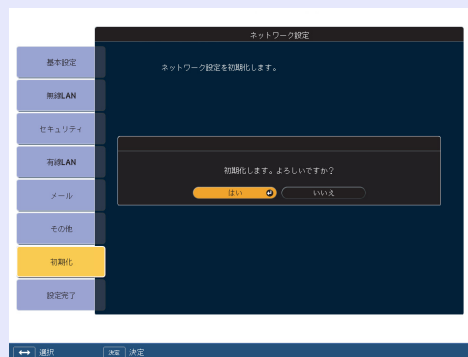 ネットワーク設定
基本設定
ネットワーク設定を初期化します。
無線LAN
セキュリティ
有線LAN
初期化します。よろしいですか?
はい いいえ
メール
その他
初期化
設定完了
選択 決定 決定